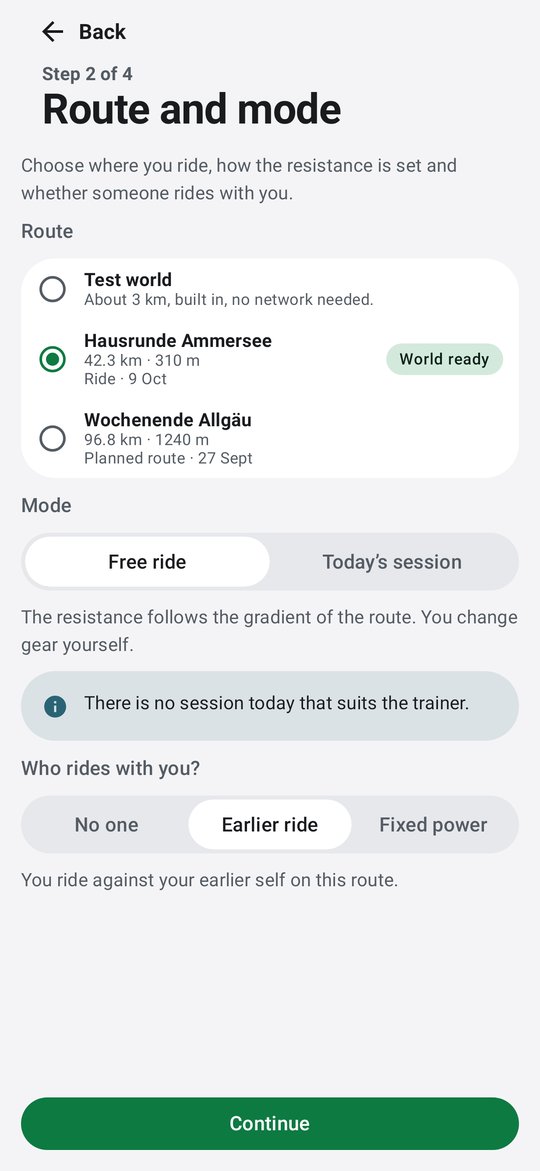 Back
Step 2 of 4
Route and mode
Choose where you ride, how the resistance is set and
whether someone rides with you.
Route
Test world
About 3 km, built in, no network needed.
Hausrunde Ammersee
42.3 km · 310 m
Ride · 9 Oct
World ready
Wochenende Allgäu
96.8 km · 1240 m
Planned route · 27 Sept
Mode
Free ride
Today's session
The resistance follows the gradient of the route. You change
gear yourself.
There is no session today that suits the trainer.
Who rides with you?
No one
Earlier ride
Fixed power
You ride against your earlier self on this route.
Continue